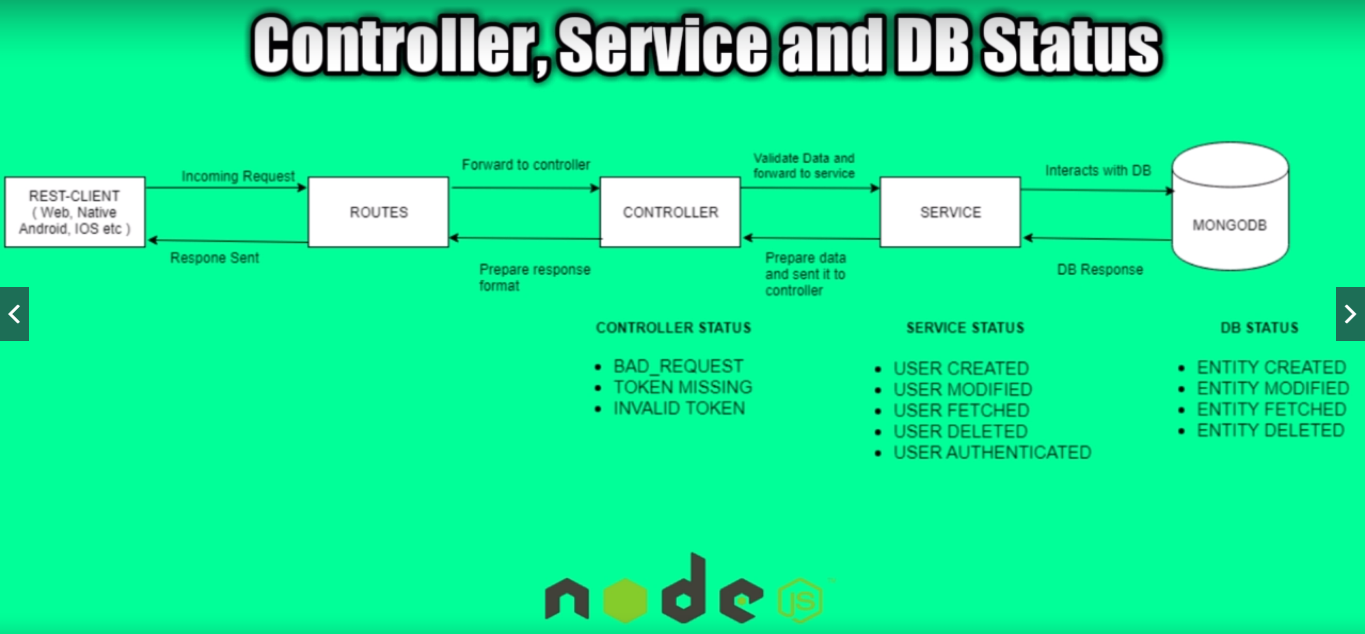 Controller, Service and DB Status
Incoming Request
Forward to controller
Validate Data and
forward to service
Interacts with DB
REST-CLIENT
( Web, Native
Android, IOS etc )
ROUTES
CONTROLLER
SERVICE
MONGODB
Respone Sent
Prepare response
format
Prepare data
and sent it to
controller
DB Response
CONTROLLER STATUS
• BAD_REQUEST
• TOKEN MISSING
• INVALID TOKEN
SERVICE STATUS
• USER CREATED
• USER MODIFIED
• USER FETCHED
• USER DELETED
• USER AUTHENTICATED
DB STATUS
• ENTITY CREATED
• ENTITY MODIFIED
• ENTITY FETCHED
• ENTITY DELETED
node JS